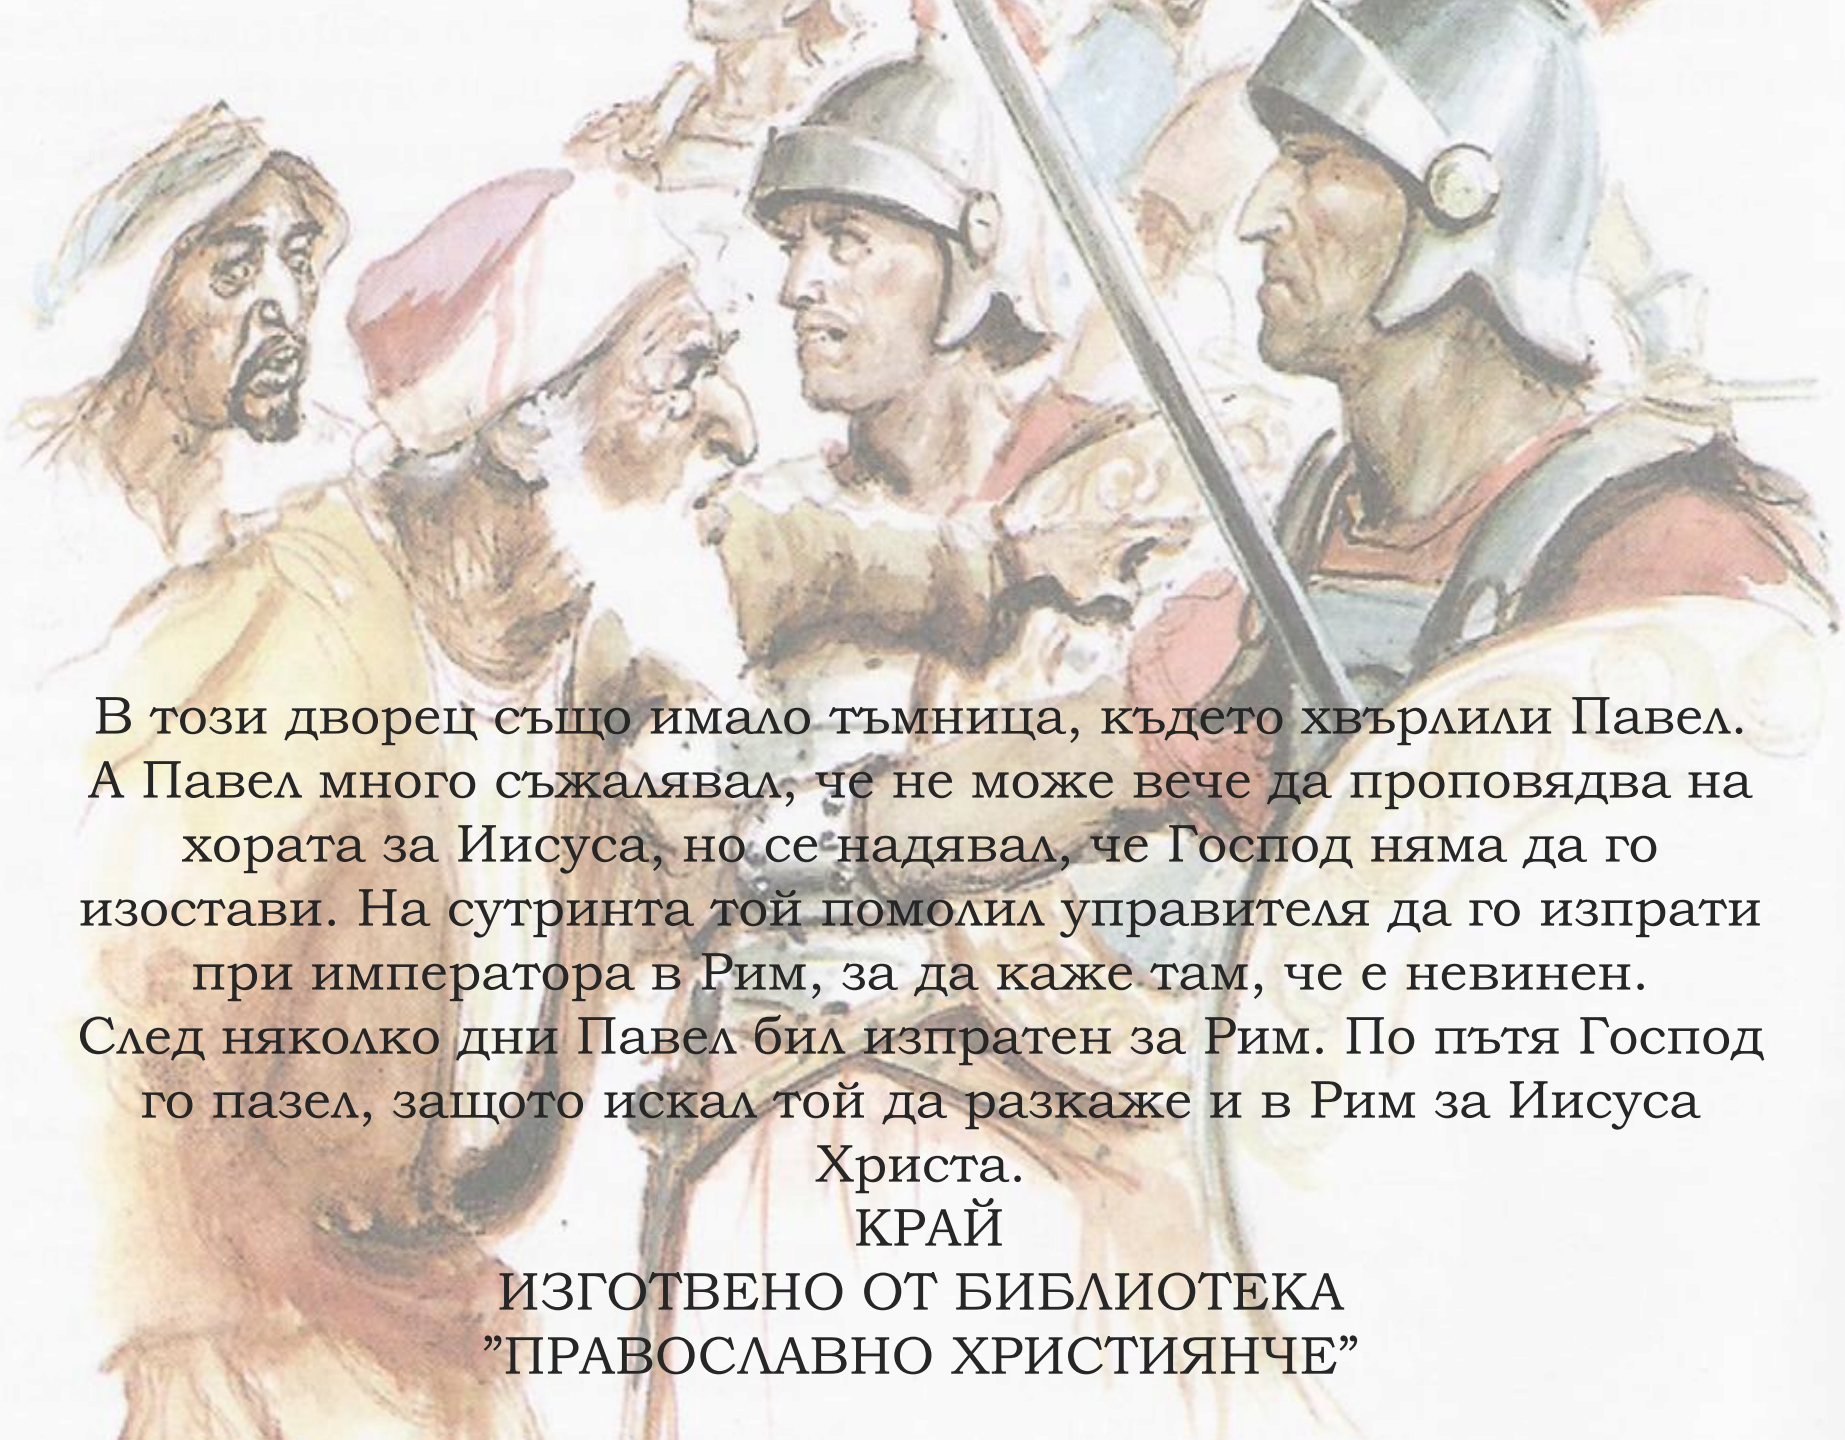 В този дворец също имало тъмница, където хвърлили Павел.
А Павел много съжалявал, че не може вече да проповядва на
хората за Иисуса, но се надявал, че Господ няма да го
изостави. На сутринта той помолил управителя да го изпрати
при императора в Рим, за да каже там, че е невинен.
След няколко дни Павел бил изпратен за Рим. По пътя Господ
го пазел, защото искал той да разкаже и в Рим за Иисуса
Христа.
КРАЙ
ИЗГОТВЕНО ОТ БИБЛИОТЕКА
”ПРАВОСЛАВНО ХРИСТИЯНЧЕ”